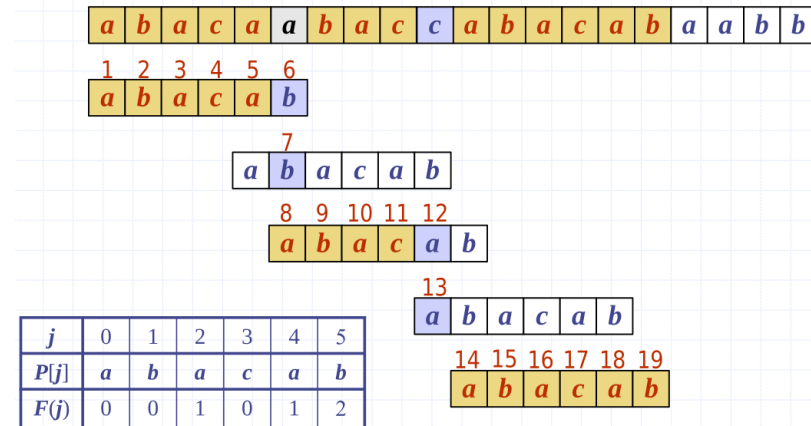 a b a c a a b a c c a b a c a b a a b b
1 2 3 4 5 6
a b a c a b
7
a b a c a b
8 9 10 11 12
a b a c a b
13
a b a c a b
14 15 16 17 18 19
a b a c a b
j 0 1 2 3 4 5
P[j] a b a c a b
F(j) 0 0 1 0 1 2